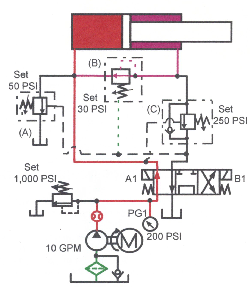 (B)
Set
50 PSI
(A)
Set
30 PSI
(C)
Set
250 PSI
Set
1,000 PSI
A1
B1
PG1
200 PSI
10 GPM
M